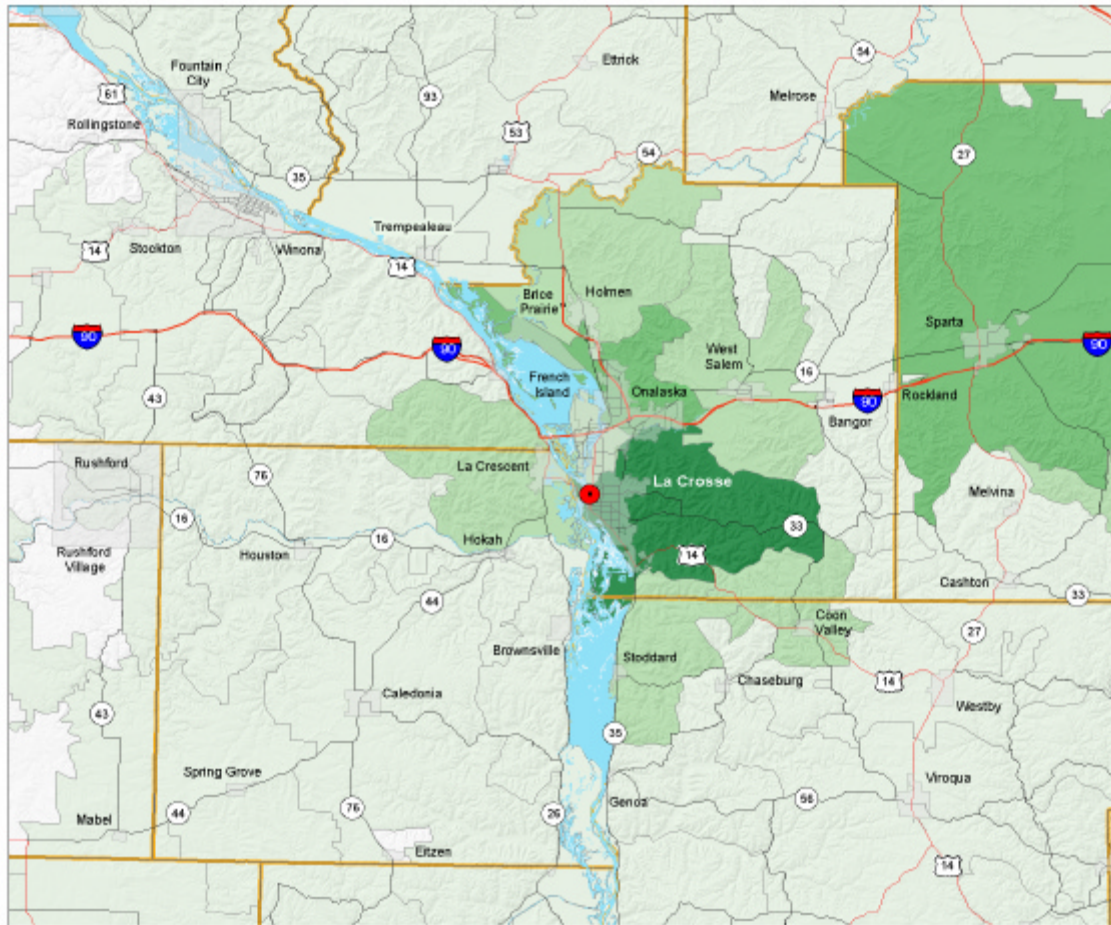 Fountain
City
Ettrick
54
Melrose
61
93
Rollingstone
53
27
54
35
Trempealeau
14
Stockton
Winona
14
Brice
Prairie
Holmen
Sparta
90
90
90
West
Salem
French
Island
16
Onalaska
Rockland
43
90
Bangor
Rushford
La Crescent
76
La Crosse
Melvina
16
33
Rushford
Village
Houston
16
Hokah
14
Cashton
33
44
Coon
Valley
27
Brownsville
Stoddard
Chaseburg
14
Caledonia
Westby
43
35
Spring Grove
Viroqua
Mabel
44
76
26
Genoa
56
Eitzen
14